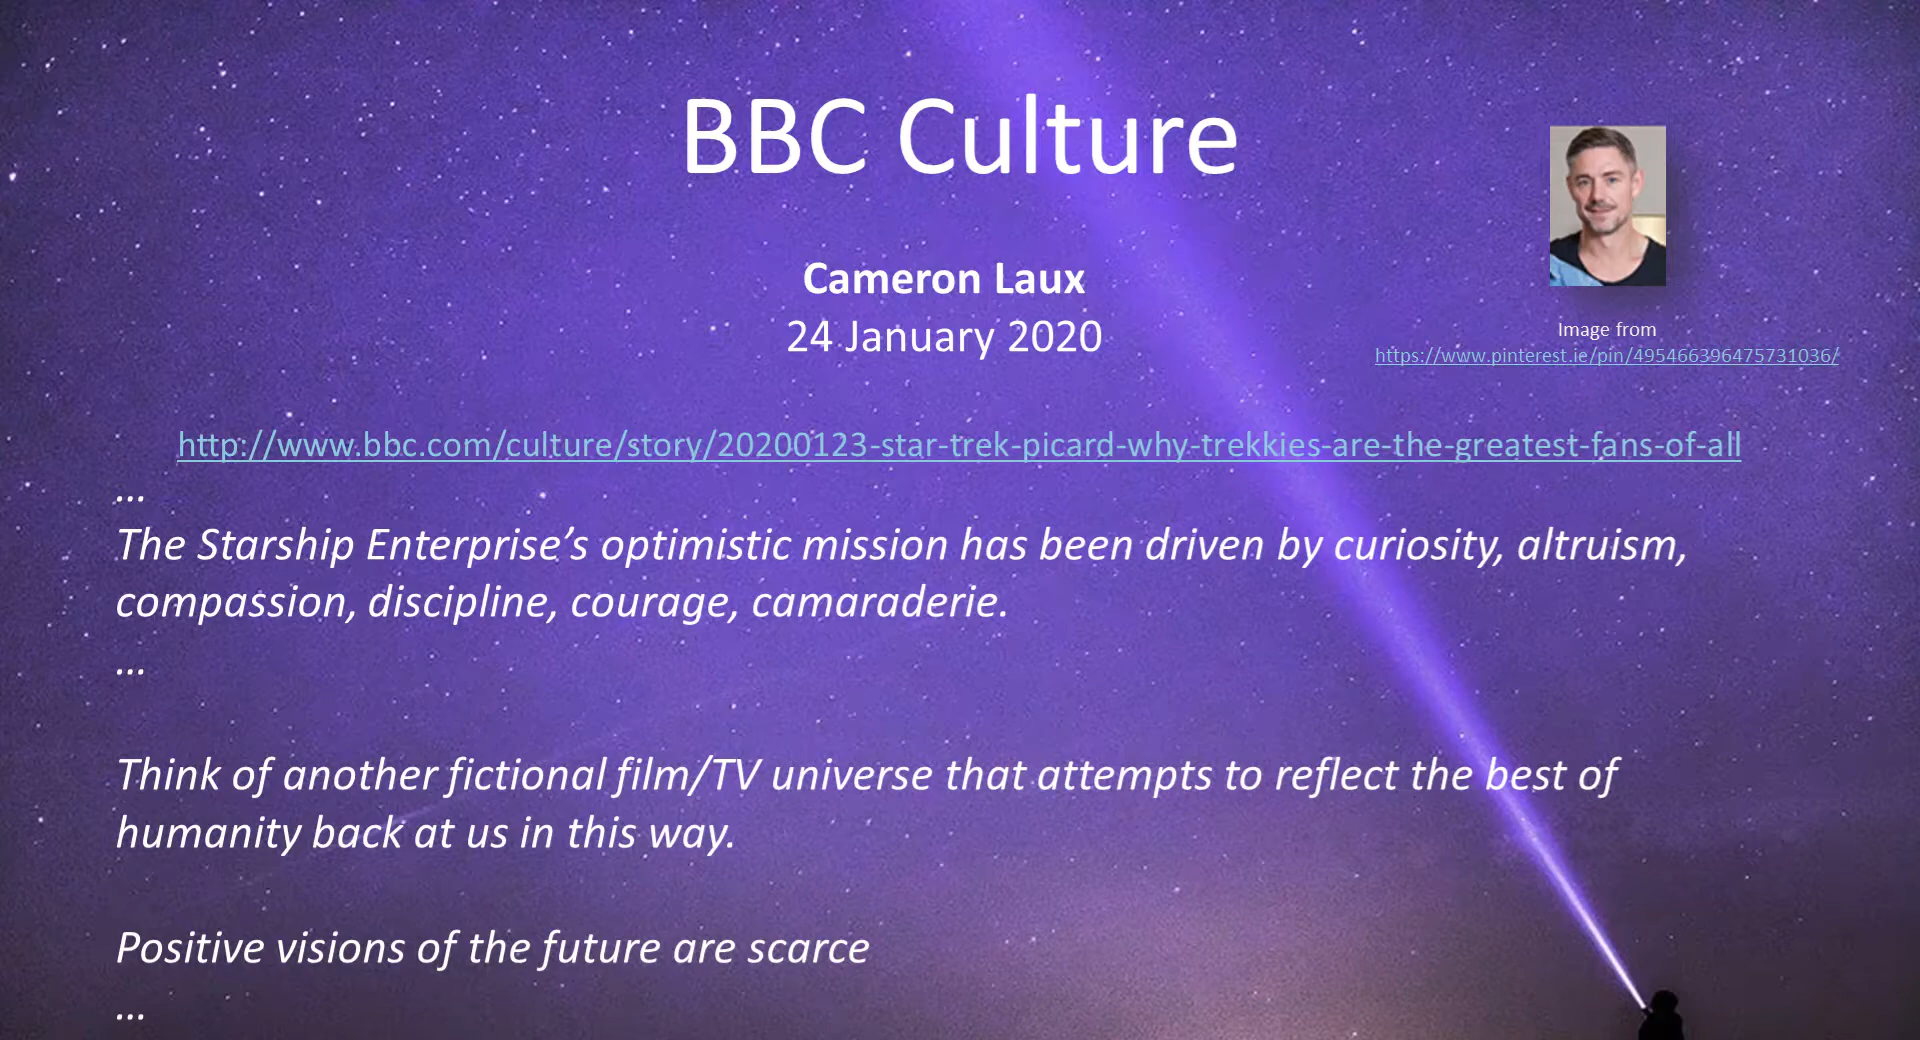 BBC Culture
Cameron Laux
24 January 2020
Image from
https://www.pinterest.ie/pin/495466396475731036/
http://www.bbc.com/culture/story/20200123-star-trek-picard-why-trekkies-are-the-greatest-fans-of-all
…
The Starship Enterprise’s optimistic mission has been driven by curiosity, altruism,
compassion, discipline, courage, camaraderie.
…
Think of another fictional film/TV universe that attempts to reflect the best of
humanity back at us in this way.
Positive visions of the future are scarce
…